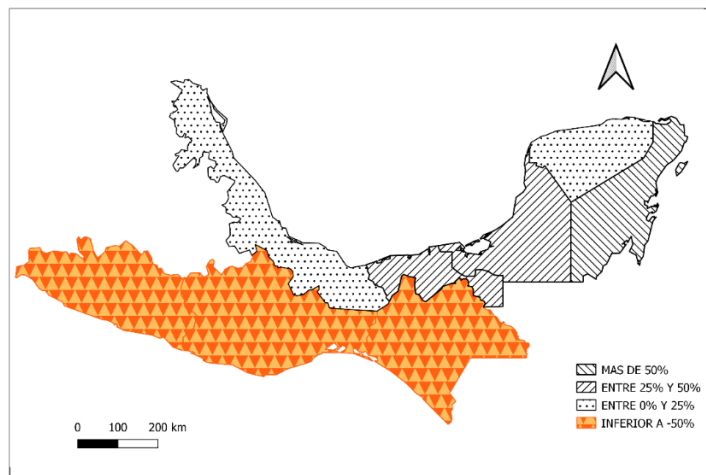 MAS DE 50%
ENTRE 25% Y 50%
ENTRE 0% Y 25%
INFERIOR A -50%
0 100 200 km